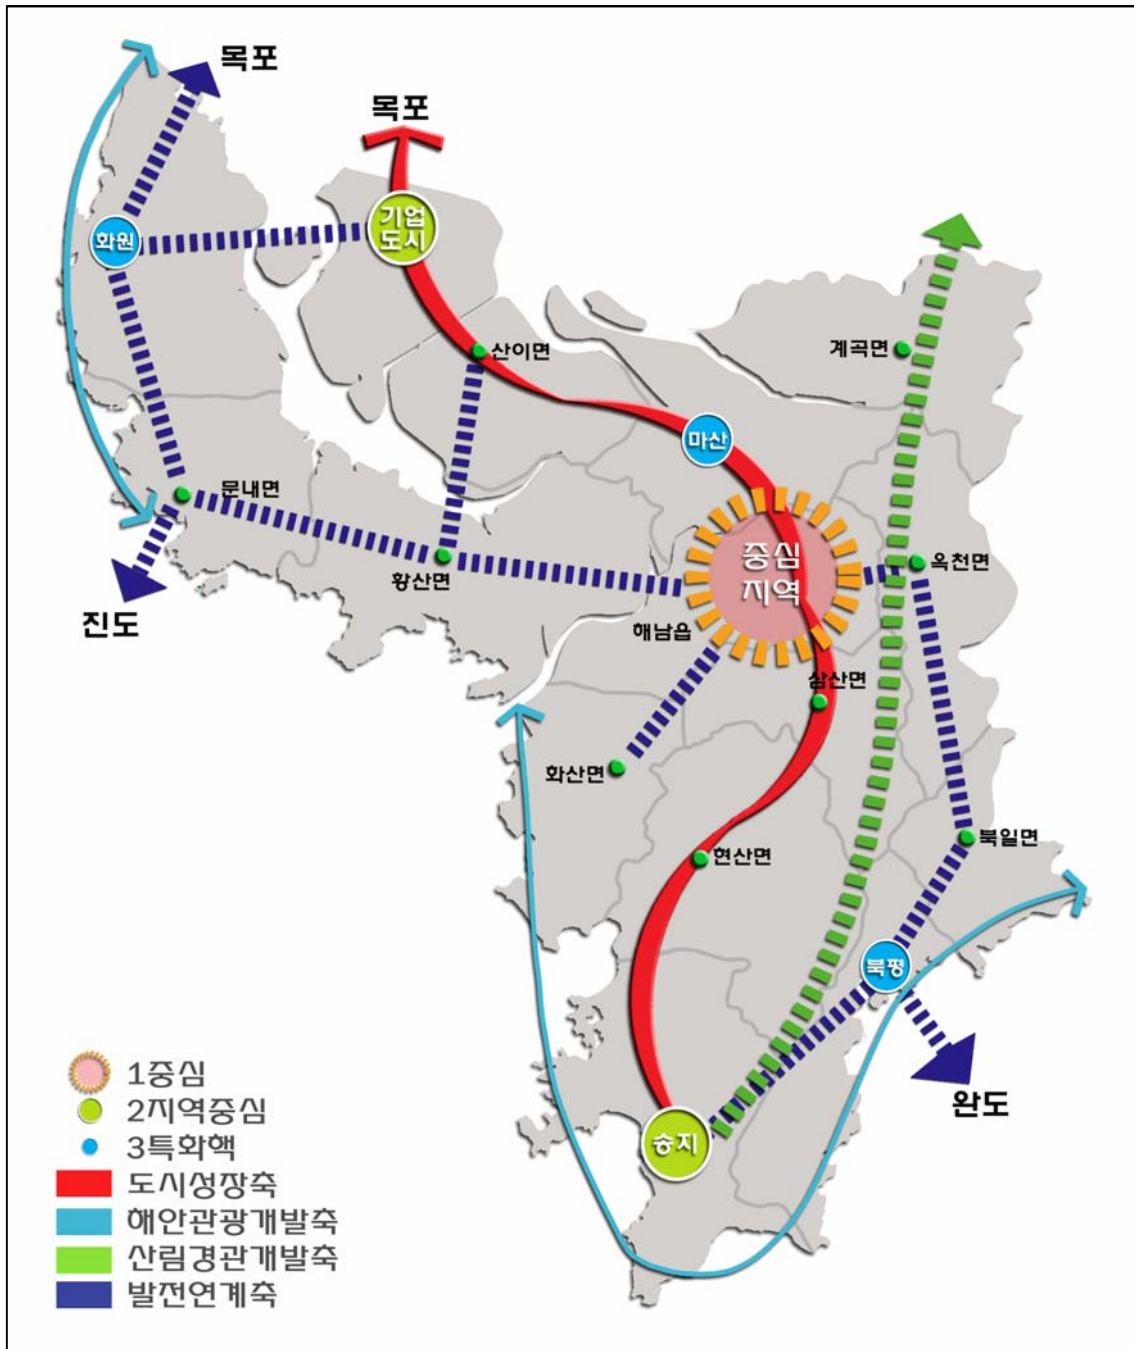 목포
목포
기업
도시
화원
산이면
계곡면
마산
문내면
황산면
중심
지역
옥천면
진도
해남읍
삼산면
화산면
현산면
북일면
북평
완도
송지
1중심
2지역중심
3특화핵
도시성장축
해안관광개발축
산림경관개발축
발전연계축